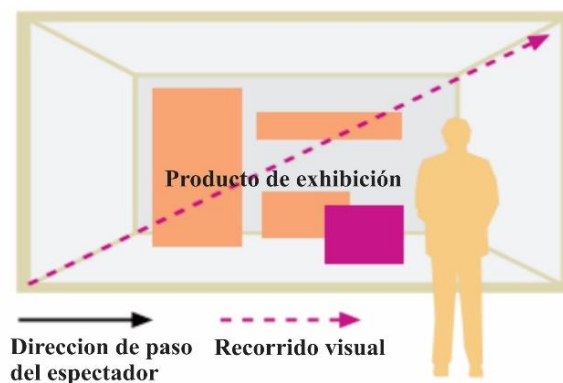 Producto de exhibición
Direccion de paso
del espectador
Recorrido visual